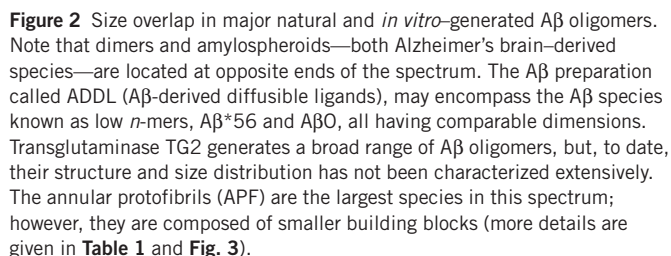 Figure 2 Size overlap in major natural and in vitro–generated Aβ oligomers.
Note that dimers and amylospheroids—both Alzheimer's brain–derived
species—are located at opposite ends of the spectrum. The Aβ preparation
called ADDL (Aβ-derived diffusible ligands), may encompass the Aβ species
known as low n-mers, Aβ*56 and AβO, all having comparable dimensions.
Transglutaminase TG2 generates a broad range of Aβ oligomers, but, to date,
their structure and size distribution has not been characterized extensively.
The annular protofibrils (APF) are the largest species in this spectrum;
however, they are composed of smaller building blocks (more details are
given in Table 1 and Fig. 3).